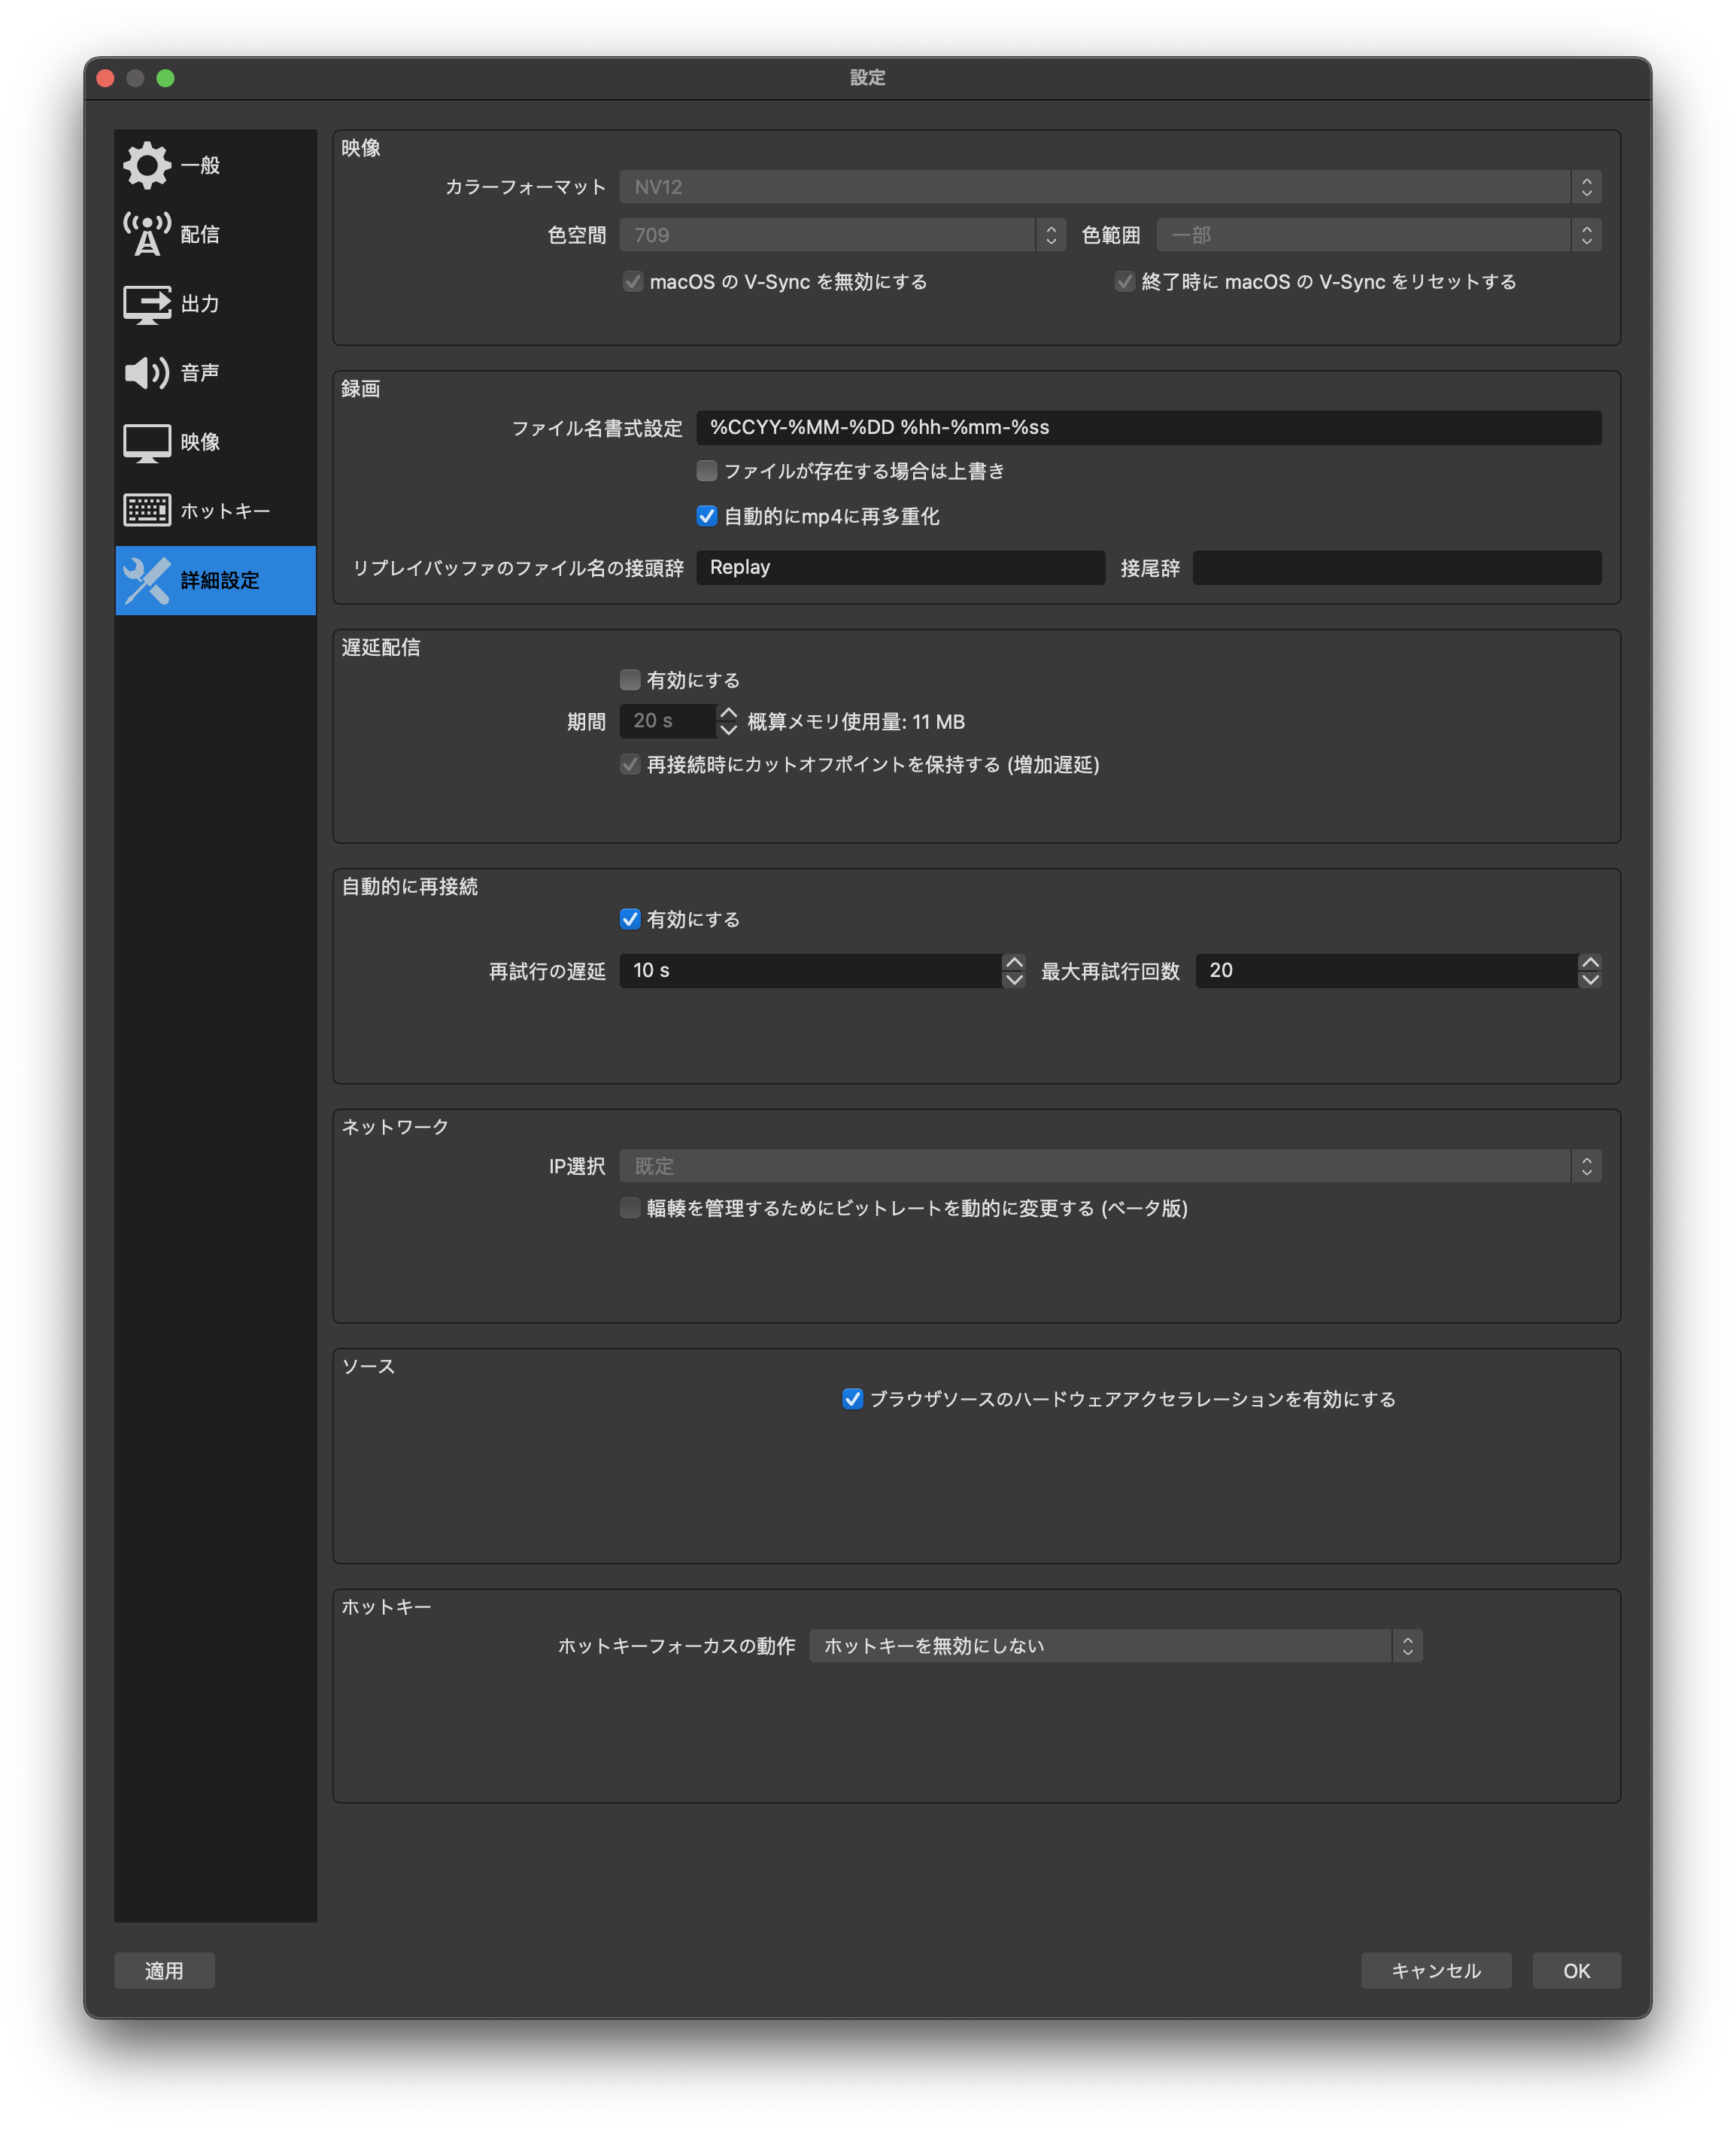 設定
一般
配信
出力
音声
映像
ホットキー
詳細設定
映像
カラーフォーマット NV12
色空間 709 色範囲 一部
macOS の V-Sync を無効にする 終了時に macOS の V-Sync をリセットする
録画
ファイル名書式設定 %CCYY-%MM-%DD %hh-%mm-%ss
ファイルが存在する場合は上書き
自動的にmp4に再多重化
リプレイバッファのファイル名の接頭辞 Replay 接尾辞
遅延配信
有効にする
期間 20 s 概算メモリ使用量: 11 MB
再接続時にカットオフポイントを保持する (増加遅延)
自動的に再接続
有効にする
再試行の遅延 10 s 最大再試行回数 20
ネットワーク
IP選択 既定
輻輳を管理するためにビットレートを動的に変更する (ベータ版)
ソース
ブラウザソースのハードウェアアクセラレーションを有効にする
ホットキー
ホットキーフォーカスの動作 ホットキーを無効にしない
適用 キャンセル OK